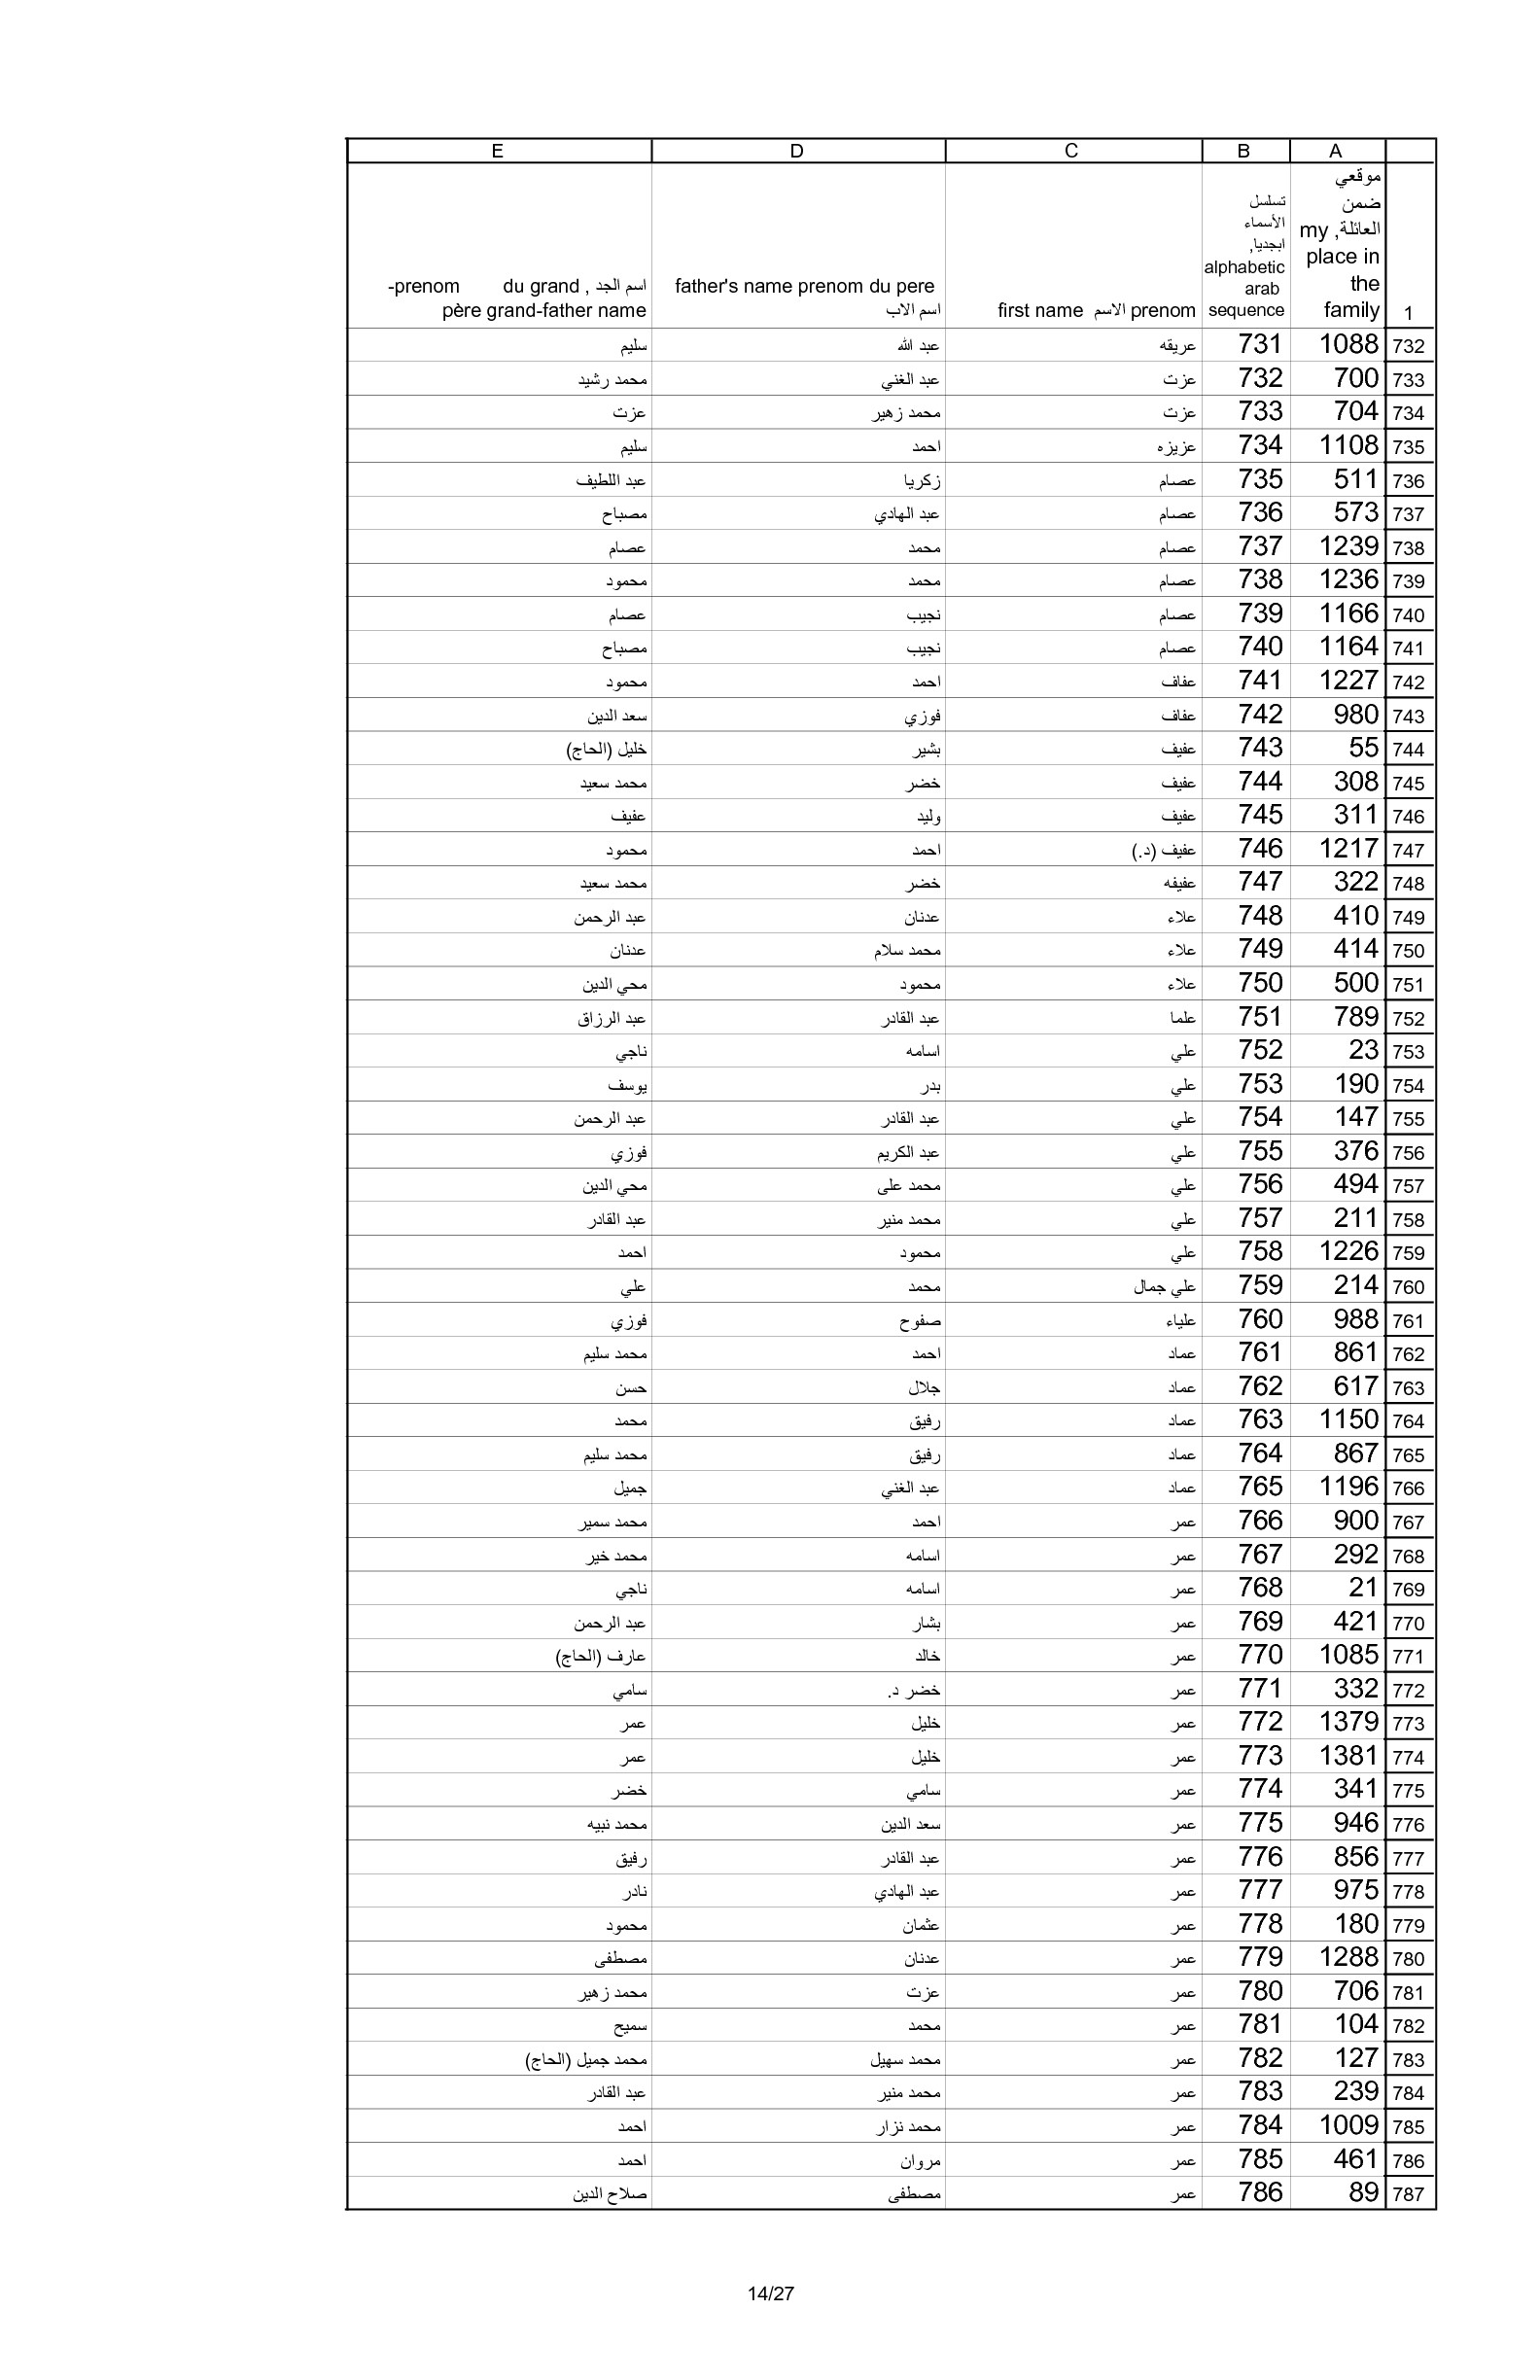 A B C D E
1 موقعي ضمن العائلة, my place in the family تسلسل الأسماء ابجديا, alphabetic arab sequence first name الاسم prenom father's name prenom du pere اسم الاب -prenom du grand , اسم الجد père grand-father name
732 1088 731 عريقه عبد الله سليم
733 700 732 عزت عبد الغني محمد رشيد
734 704 733 عزت محمد زهير عزت
735 1108 734 عزيزه احمد سليم
736 511 735 عصام زكريا عبد اللطيف
737 573 736 عصام عبد الهادي مصباح
738 1239 737 عصام محمد عصام
739 1236 738 عصام محمد محمود
740 1166 739 عصام نجيب عصام
741 1164 740 عصام نجيب مصباح
742 1227 741 عفاف احمد محمود
743 980 742 عفاف فوزي سعد الدين
744 55 743 عفيف بشير خليل (الحاج)
745 308 744 عفيف خضر محمد سعيد
746 311 745 عفيف وليد عفيف
747 1217 746 عفيف (د.) احمد محمود
748 322 747 عفيفه خضر محمد سعيد
749 410 748 علاء عدنان عبد الرحمن
750 414 749 علاء محمد سلام عدنان
751 500 750 علاء محمود محي الدين
752 789 751 علما عبد القادر عبد الرزاق
753 23 752 علي اسامه ناجي
754 190 753 علي بدر يوسف
755 147 754 علي عبد القادر عبد الرحمن
756 376 755 علي عبد الكريم فوزي
757 494 756 علي محمد على محي الدين
758 211 757 علي محمد منير عبد القادر
759 1226 758 علي محمود احمد
760 214 759 علي جمال محمد علي
761 988 760 علياء صفوح فوزي
762 861 761 عماد احمد محمد سليم
763 617 762 عماد جلال حسن
764 1150 763 عماد رفيق محمد
765 867 764 عماد رفيق محمد سليم
766 1196 765 عماد عبد الغني جميل
767 900 766 عمر احمد محمد سمير
768 292 767 عمر اسامه محمد خير
769 21 768 عمر اسامه ناجي
770 421 769 عمر بشار عبد الرحمن
771 1085 770 عمر خالد عارف (الحاج)
772 332 771 عمر خضر د. سامي
773 1379 772 عمر خليل عمر
774 1381 773 عمر خليل عمر
775 341 774 عمر سامي خضر
776 946 775 عمر سعد الدين محمد نبيه
777 856 776 عمر عبد القادر رفيق
778 975 777 عمر عبد الهادي نادر
779 180 778 عمر عثمان محمود
780 1288 779 عمر عدنان مصطفى
781 706 780 عمر عزت محمد زهير
782 104 781 عمر محمد سميح
783 127 782 عمر محمد سهيل محمد جميل (الحاج)
784 239 783 عمر محمد منير عبد القادر
785 1009 784 عمر محمد نزار احمد
786 461 785 عمر مروان احمد
787 89 786 عمر مصطفى صلاح الدين
14/27